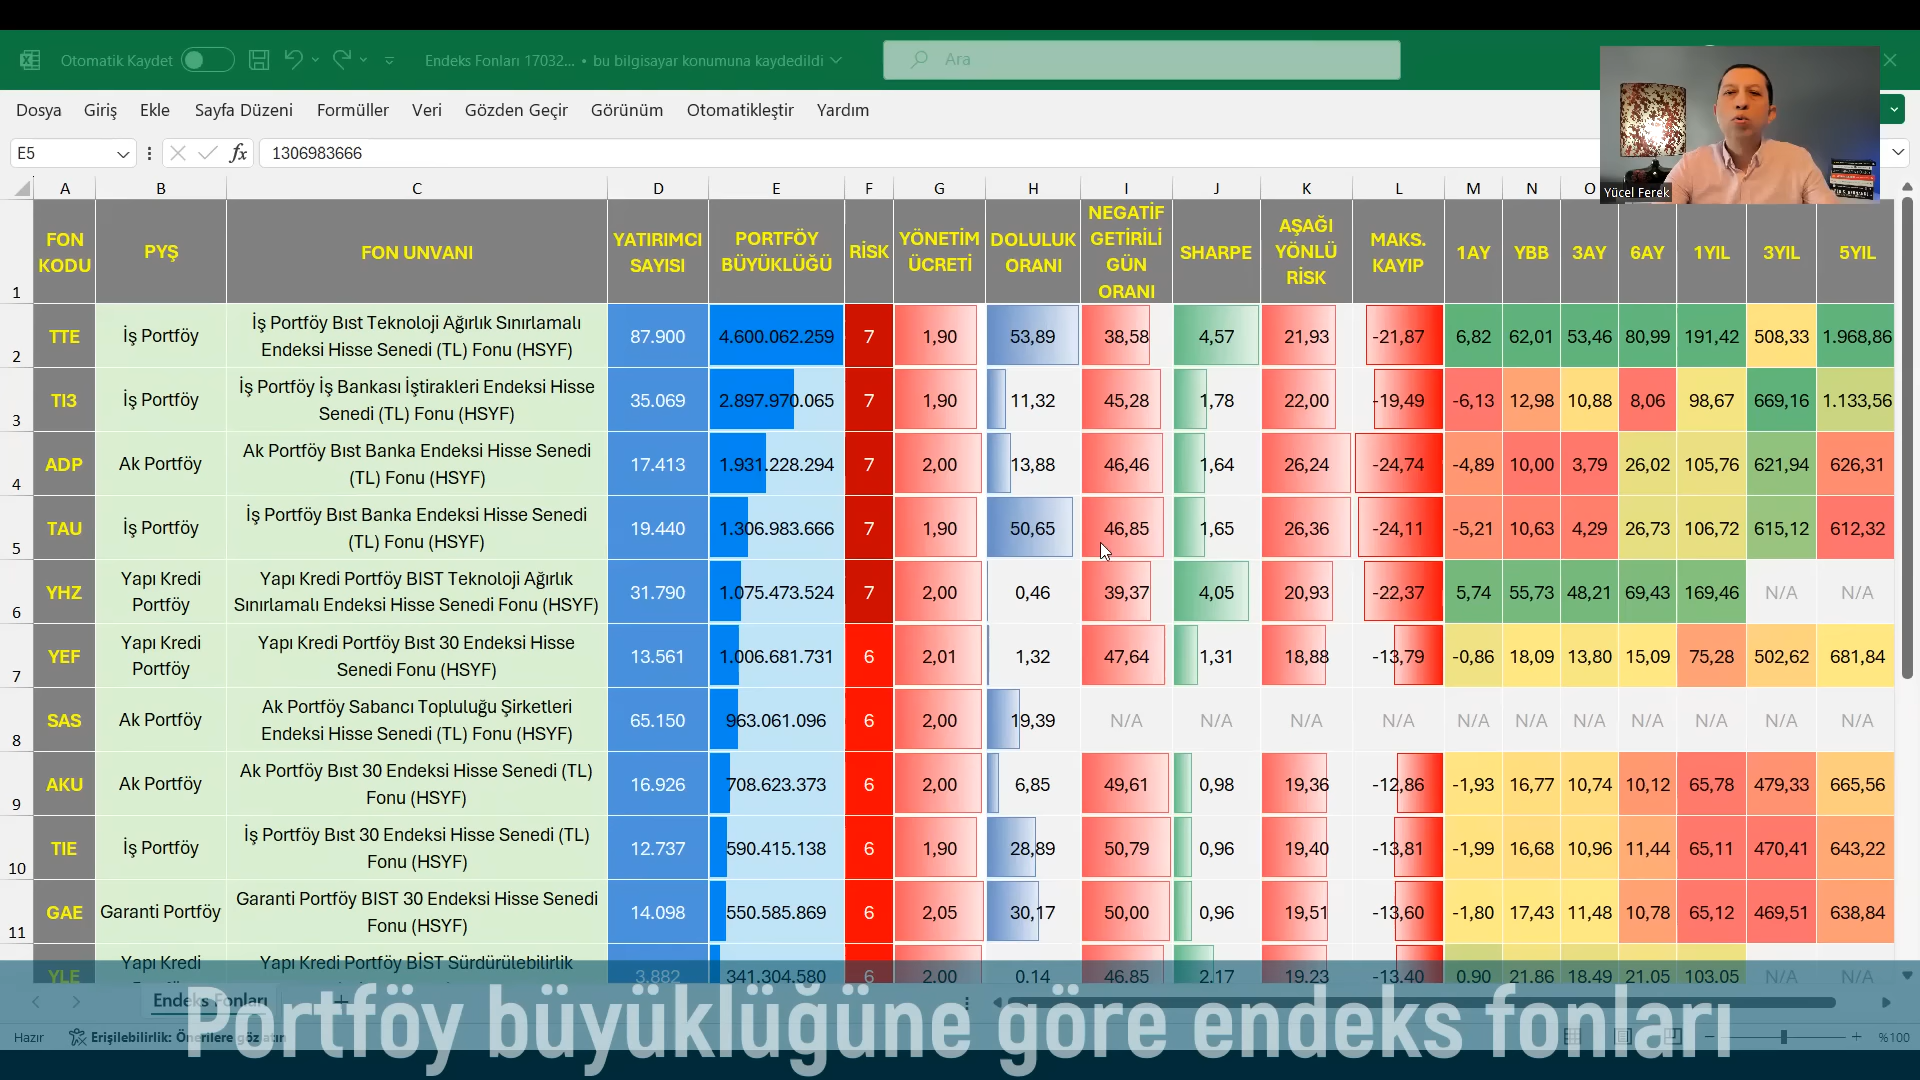 Otomatik Kaydet
Endeks Fonları 17032... • bu bilgisayar konumuna kaydedildi
Ara
Dosya Giriş Ekle Sayfa Düzeni Formüller Veri Gözden Geçir Görünüm Otomatikleştir Yardım
E5 fx 1306983666
Yücel Ferek
A B C D E F G H I J K L M N O
1 FON KODU PYŞ FON UNVANI YATIRIMCI SAYISI PORTFÖY BÜYÜKLÜĞÜ RİSK YÖNETİM ÜCRETİ DOLULUK ORANI NEGATİF GETİRİLİ GÜN ORANI SHARPE AŞAĞI YÖNLÜ RİSK MAKS. KAYIP 1AY YBB 3AY 6AY 1YIL 3YIL 5YIL
2 TTE İş Portföy İş Portföy Bıst Teknoloji Ağırlık Sınırlamalı Endeksi Hisse Senedi (TL) Fonu (HSYF) 87.900 4.600.062.259 7 1,90 53,89 38,58 4,57 21,93 -21,87 6,82 62,01 53,46 80,99 191,42 508,33 1.968,86
3 TI3 İş Portföy İş Portföy İş Bankası İştirakleri Endeksi Hisse Senedi (TL) Fonu (HSYF) 35.069 2.897.970.065 7 1,90 11,32 45,28 1,78 22,00 -19,49 -6,13 12,98 10,88 8,06 98,67 669,16 1.133,56
4 ADP Ak Portföy Ak Portföy Bıst Banka Endeksi Hisse Senedi (TL) Fonu (HSYF) 17.413 1.931.228.294 7 2,00 13,88 46,46 1,64 26,24 -24,74 -4,89 10,00 3,79 26,02 105,76 621,94 626,31
5 TAU İş Portföy İş Portföy Bıst Banka Endeksi Hisse Senedi (TL) Fonu (HSYF) 19.440 1.306.983.666 7 1,90 50,65 46,85 1,65 26,36 -24,11 -5,21 10,63 4,29 26,73 106,72 615,12 612,32
6 YHZ Yapı Kredi Portföy Yapı Kredi Portföy BIST Teknoloji Ağırlık Sınırlamalı Endeksi Hisse Senedi Fonu (HSYF) 31.790 1.075.473.524 7 2,00 0,46 39,37 4,05 20,93 -22,37 5,74 55,73 48,21 69,43 169,46 N/A N/A
7 YEF Yapı Kredi Portföy Yapı Kredi Portföy Bıst 30 Endeksi Hisse Senedi Fonu (HSYF) 13.561 1.006.681.731 6 2,01 1,32 47,64 1,31 18,88 -13,79 -0,86 18,09 13,80 15,09 75,28 502,62 681,84
8 SAS Ak Portföy Ak Portföy Sabancı Topluluğu Şirketleri Endeksi Hisse Senedi (TL) Fonu (HSYF) 65.150 963.061.096 6 2,00 19,39 N/A N/A N/A N/A N/A N/A N/A N/A N/A N/A N/A
9 AKU Ak Portföy Ak Portföy Bıst 30 Endeksi Hisse Senedi (TL) Fonu (HSYF) 16.926 708.623.373 6 2,00 6,85 49,61 0,98 19,36 -12,86 -1,93 16,77 10,74 10,12 65,78 479,33 665,56
10 TIE İş Portföy İş Portföy Bıst 30 Endeksi Hisse Senedi (TL) Fonu (HSYF) 12.737 590.415.138 6 1,90 28,89 50,79 0,96 19,40 -13,81 -1,99 16,68 10,96 11,44 65,11 470,41 643,22
11 GAE Garanti Portföy Garanti Portföy BIST 30 Endeksi Hisse Senedi Fonu (HSYF) 14.098 550.585.869 6 2,05 30,17 50,00 0,96 19,51 -13,60 -1,80 17,43 11,48 10,78 65,12 469,51 638,84
YLE Yapı Kredi Yapı Kredi Portföy BİST Sürdürülebilirlik 3.882 341.304.580 6 2,00 0,14 46,85 2,17 19,23 -13,40 0,90 21,86 18,49 21,05 103,05 N/A N/A
Endeks Fonları
Portföy büyüklüğüne göre endeks fonları
Hazır Erişilebilirlik: Önerilere göz atın %100